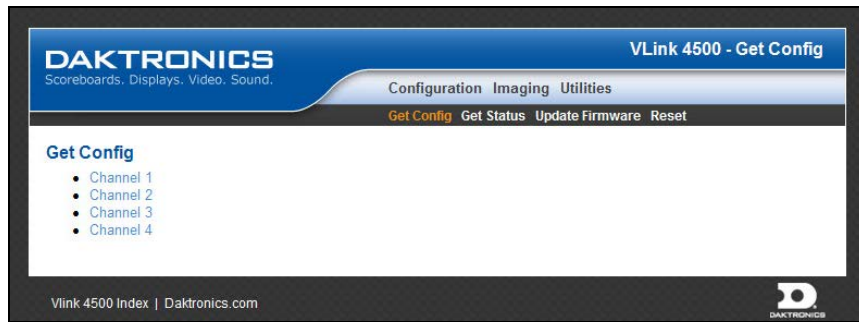 DAKTRONICS
Scoreboards. Displays. Video. Sound.
VLink 4500 - Get Config
Configuration Imaging Utilities
Get Config Get Status Update Firmware Reset
Get Config
Channel 1
Channel 2
Channel 3
Channel 4
Vlink 4500 Index | Daktronics.com
DAKTRONICS